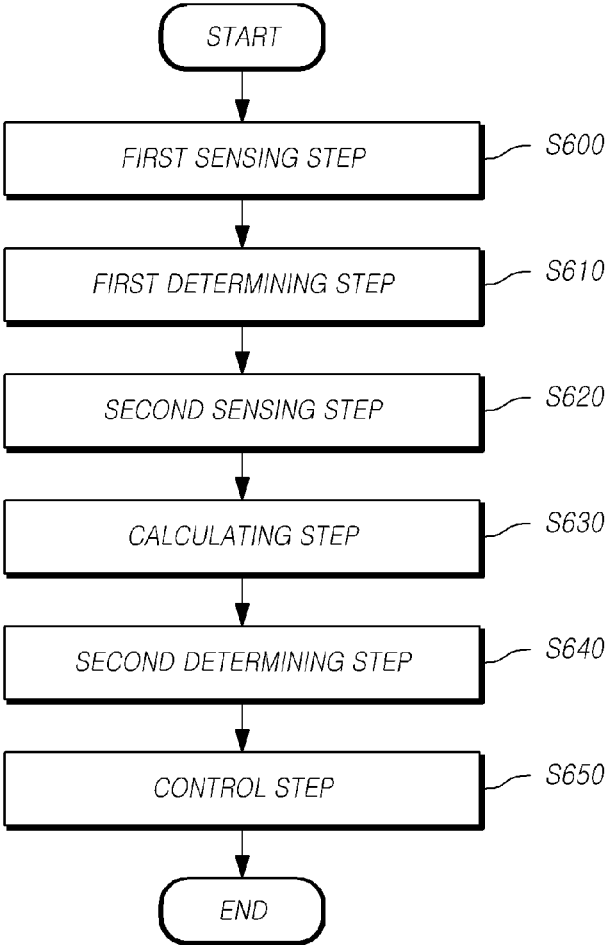 START
FIRST SENSING STEP
S600
FIRST DETERMINING STEP
S610
SECOND SENSING STEP
S620
CALCULATING STEP
S630
SECOND DETERMINING STEP
S640
CONTROL STEP
S650
END